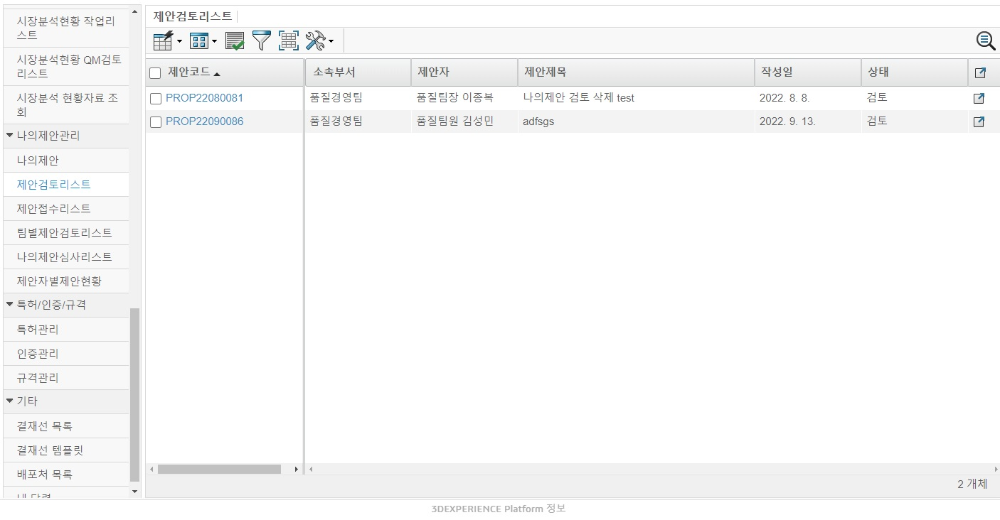 시장분석현황 작업리
스트
시장분석현황 QM검토
리스트
시장분석 현황자료 조
회
나의제안관리
나의제안
제안검토리스트
제안접수리스트
팀별제안검토리스트
나의제안심사리스트
제안자별제안현황
특허/인증/규격
특허관리
인증관리
규격관리
기타
결재선 목록
결재선 템플릿
배포처 목록
제안검토리스트
제안코드 소속부서 제안자 제안제목 작성일 상태
PROP22080081 품질경영팀 품질팀장 이종복 나의제안 검토 삭제 test 2022. 8. 8. 검토
PROP22090086 품질경영팀 품질팀원 김성민 adfsgs 2022. 9. 13. 검토
2 개체
3DEXPERIENCE Platform 정보